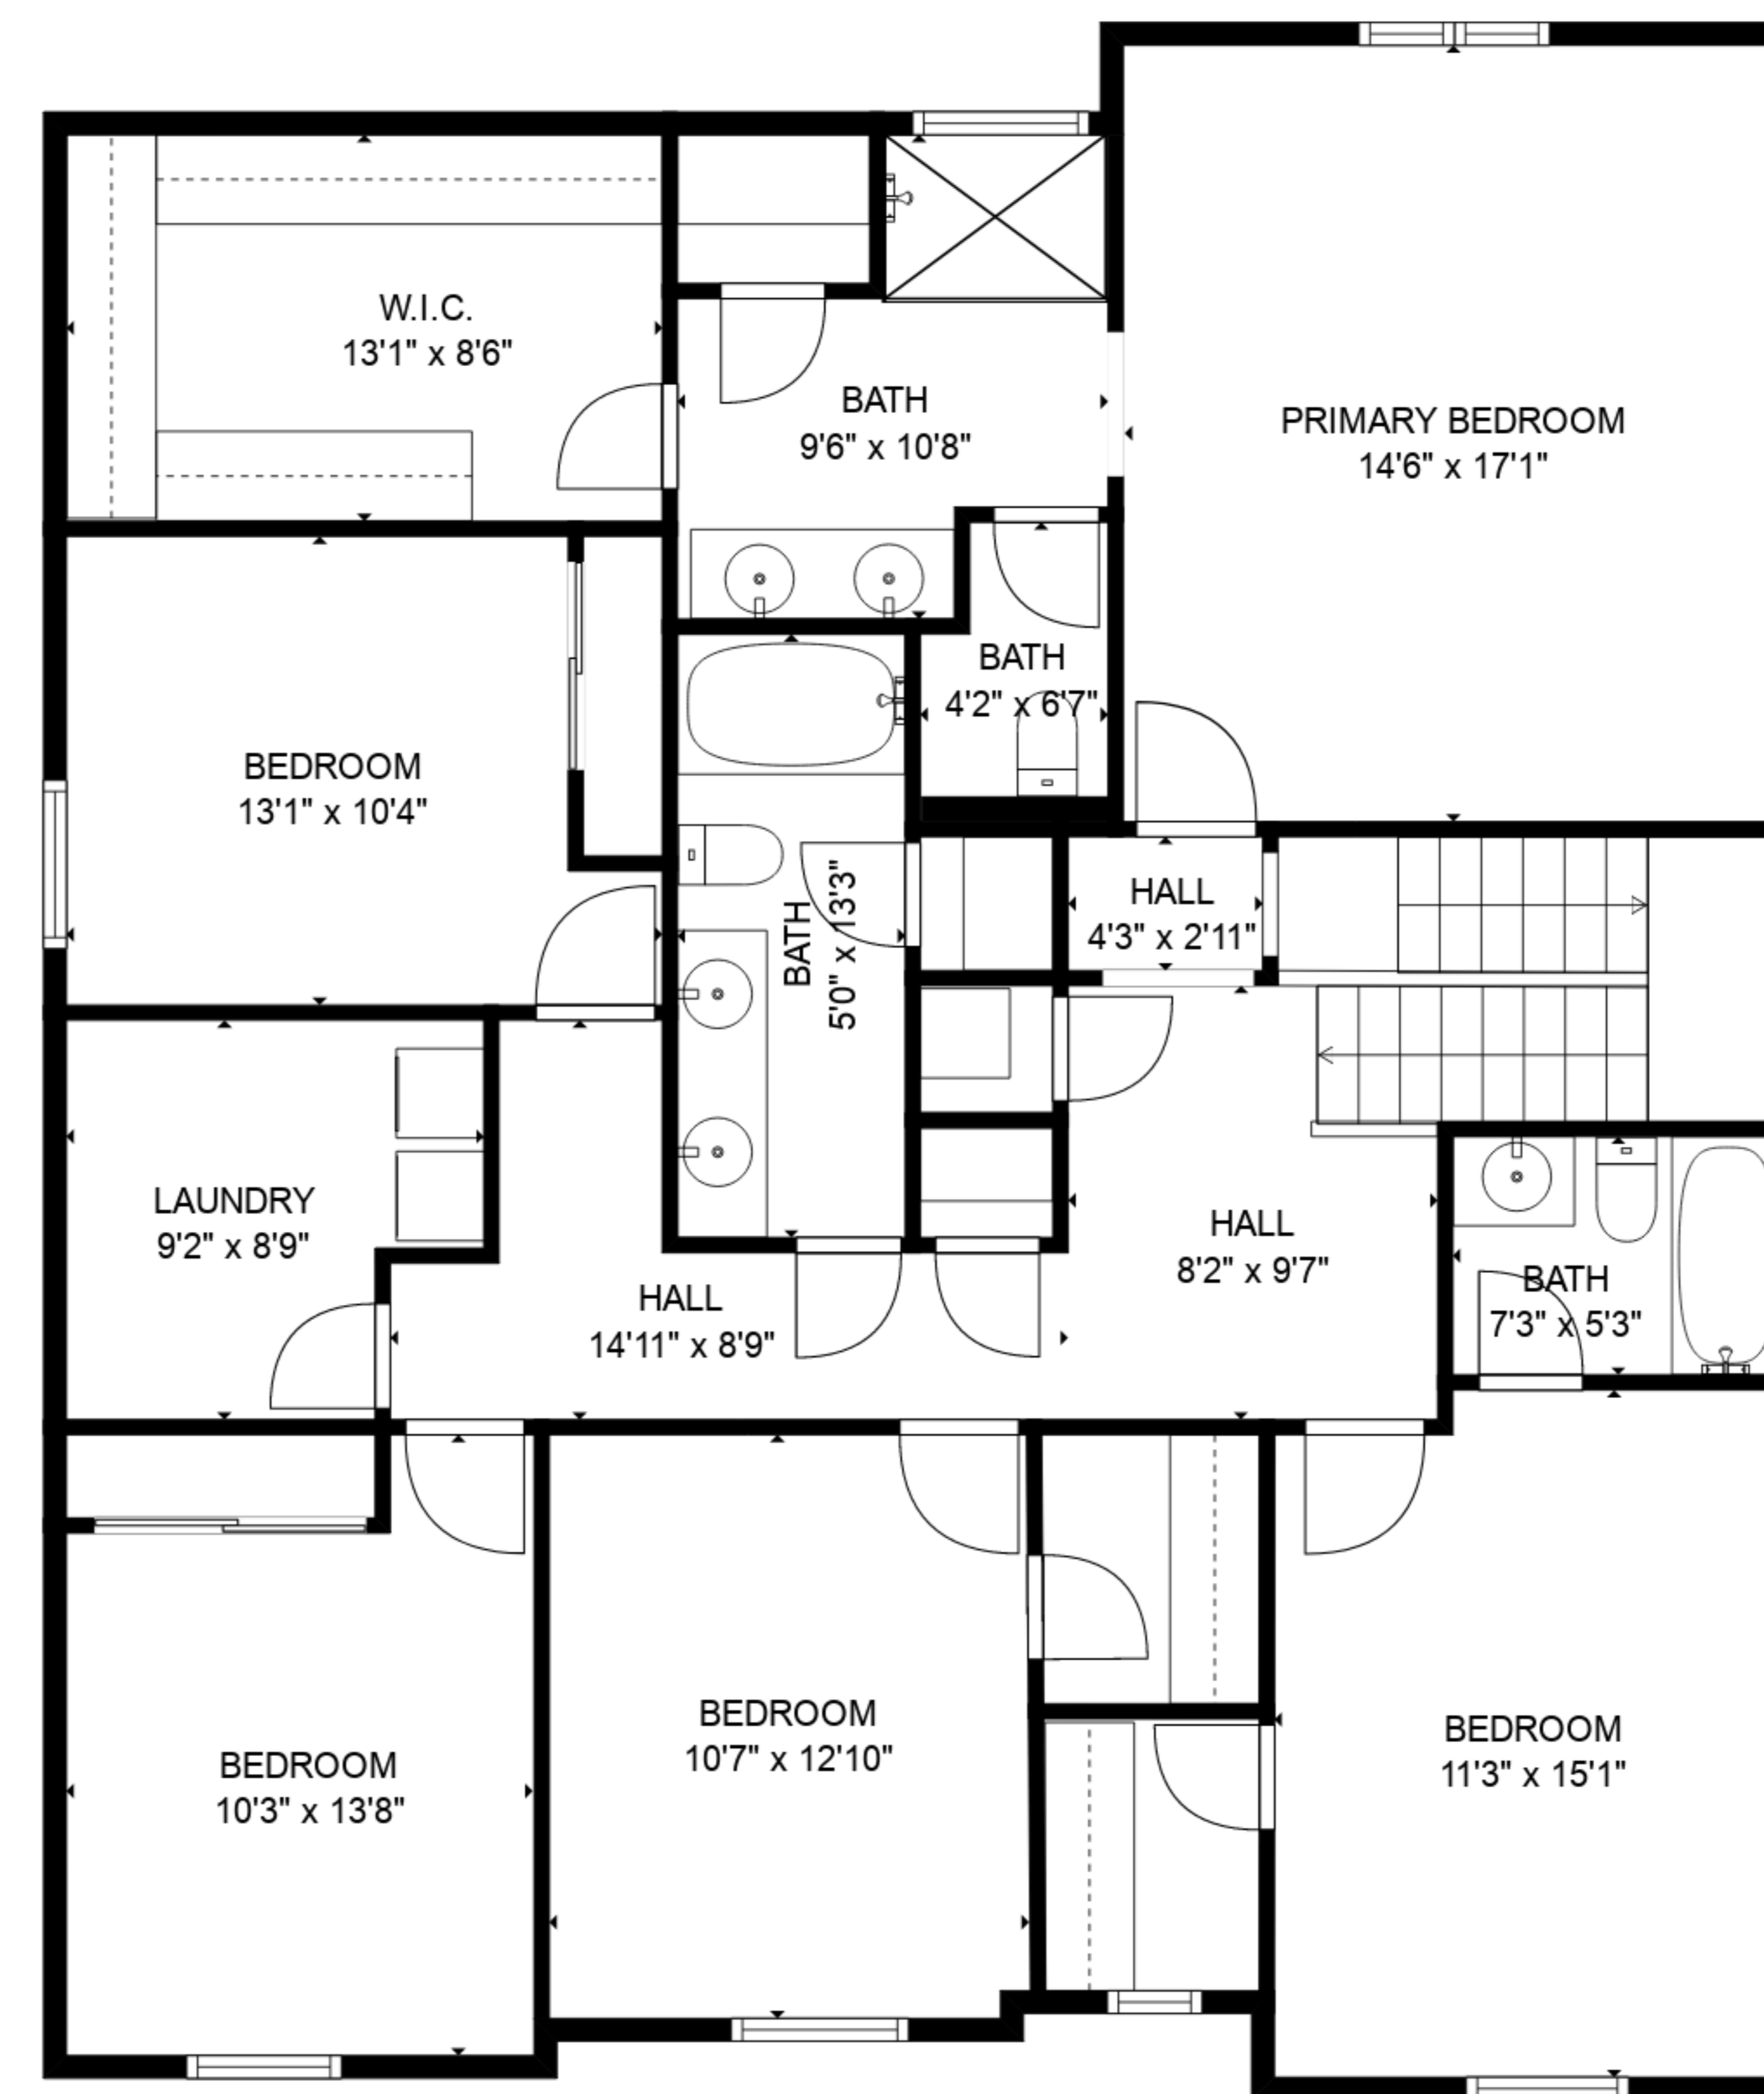 W.I.C.
13'1" x 8'6"
BATH
9'6" x 10'8"
PRIMARY BEDROOM
14'6" x 17'1"
BATH
4'2" x 6'7"
BEDROOM
13'1" x 10'4"
BATH
5'0" x 13'3"
HALL
4'3" x 2'11"
LAUNDRY
9'2" x 8'9"
HALL
14'11" x 8'9"
HALL
8'2" x 9'7"
BATH
7'3" x 5'3"
BEDROOM
10'3" x 13'8"
BEDROOM
10'7" x 12'10"
BEDROOM
11'3" x 15'1"